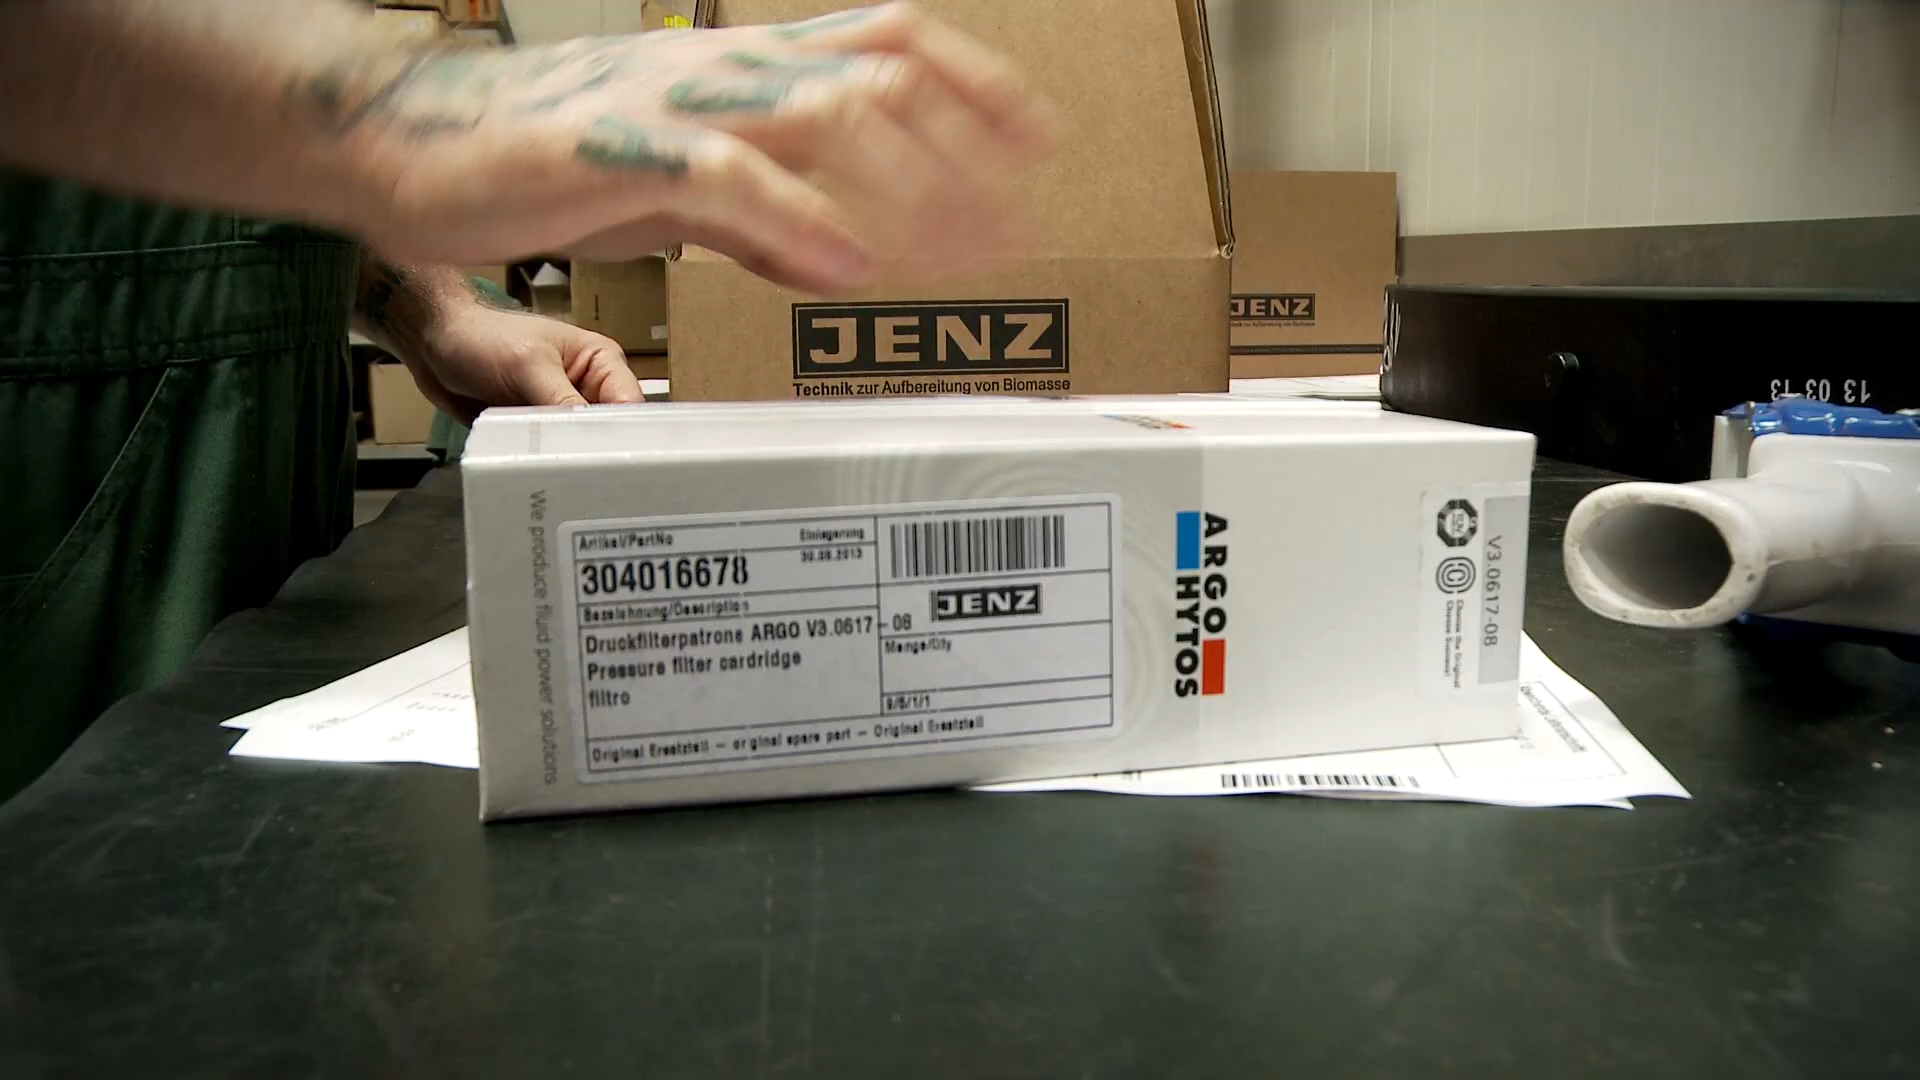 JENZ
Technik zur Aufbereitung von Biomasse
JENZ
13 03 13
We produce fluid power solutions
Artikel/PartNo
Einlagerung
304016678
30.08.2013
Bezeichnung/Description
Druckfilterpatrone ARGO V3.0617-08
Pressure filter cardridge
filtro
JENZ
Menge/Qty
Original Ersatzteil – original spare part – Original Ersatzteil
ARGO
HYTOS
TÜV
V3.0617-08
Choose the Original
Choose Success!